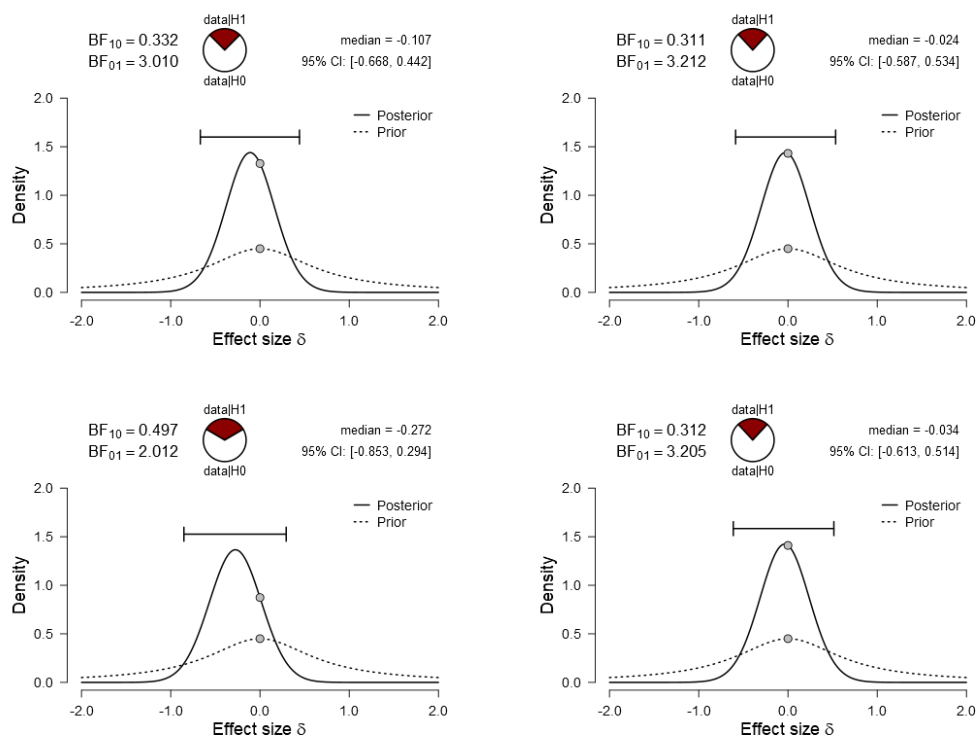 data|H1
BF10 = 0.332
BF01 = 3.010
median = -0.107
95% CI: [-0.668, 0.442]
data|H0
2.0
1.5
1.0
0.5
0.0
Density
Posterior
Prior
-2.0 -1.0 0.0 1.0 2.0
Effect size δ
data|H1
BF10 = 0.311
BF01 = 3.212
median = -0.024
95% CI: [-0.587, 0.534]
data|H0
2.0
1.5
1.0
0.5
0.0
Density
Posterior
Prior
-2.0 -1.0 0.0 1.0 2.0
Effect size δ
data|H1
BF10 = 0.497
BF01 = 2.012
median = -0.272
95% CI: [-0.853, 0.294]
data|H0
2.0
1.5
1.0
0.5
0.0
Density
Posterior
Prior
-2.0 -1.0 0.0 1.0 2.0
Effect size δ
data|H1
BF10 = 0.312
BF01 = 3.205
median = -0.034
95% CI: [-0.613, 0.514]
data|H0
2.0
1.5
1.0
0.5
0.0
Density
Posterior
Prior
-2.0 -1.0 0.0 1.0 2.0
Effect size δ